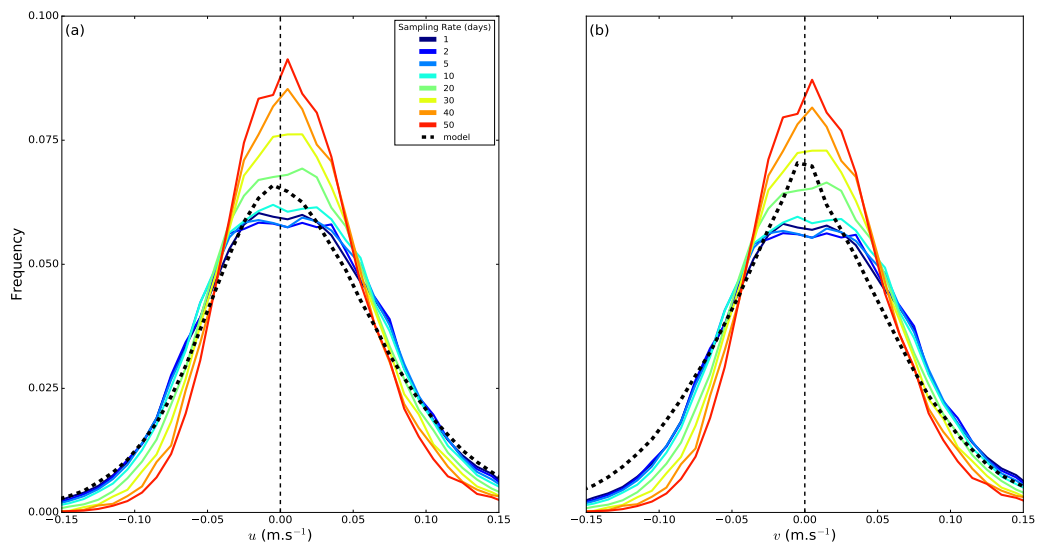 (a)
Sampling Rate (days)
1
2
5
10
20
30
40
50
model
0.100
0.075
0.050
0.025
0.000
Frequency
−0.15 −0.10 −0.05 0.00 0.05 0.10 0.15
u (m.s⁻¹)
(b)
−0.15 −0.10 −0.05 0.00 0.05 0.10 0.15
v (m.s⁻¹)